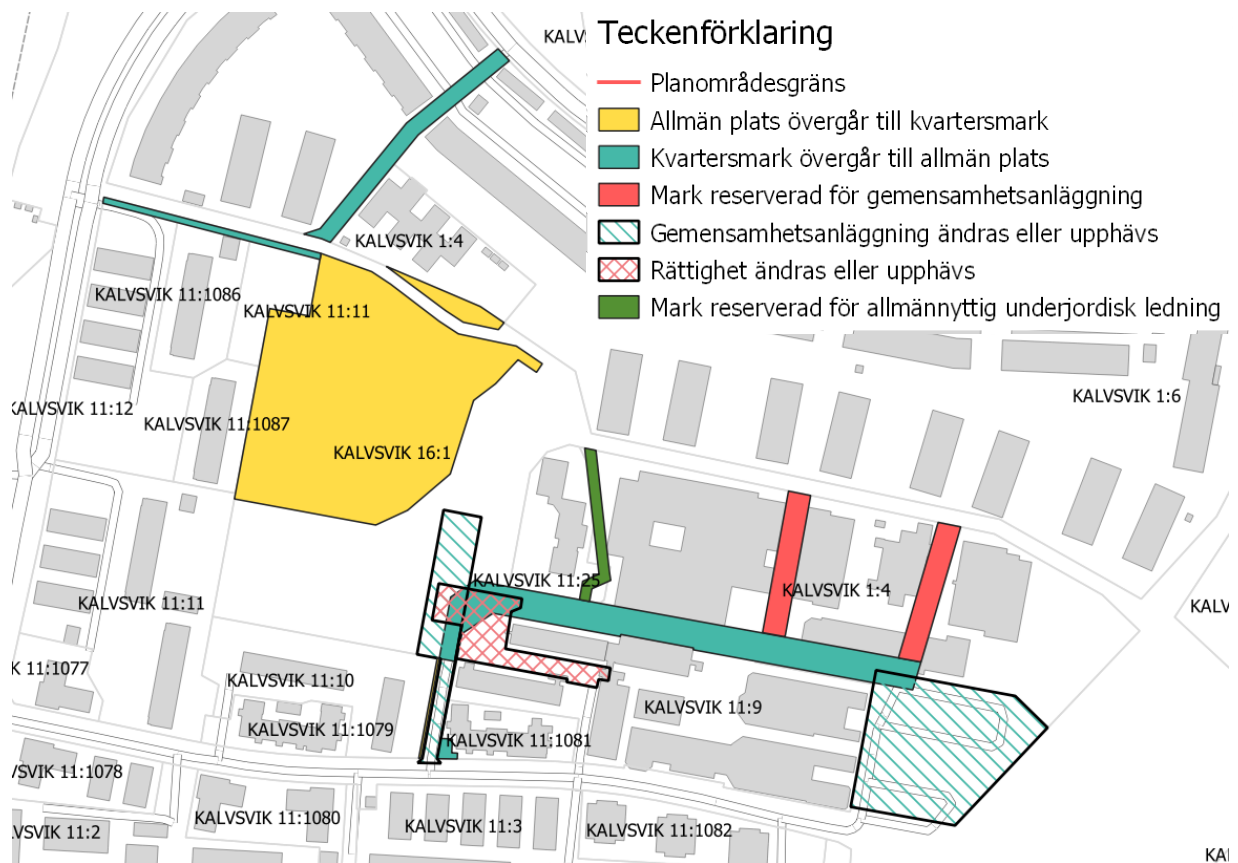 KALVS
Teckenförklaring
Planområdesgräns
Allmän plats övergår till kvartersmark
Kvartersmark övergår till allmän plats
Mark reserverad för gemensamhetsanläggning
Gemensamhetsanläggning ändras eller upphävs
Rättighet ändras eller upphävs
Mark reserverad för allmännyttig underjordisk ledning
KALVSVIK 1:4
KALVSVIK 11:1086
KALVSVIK 11:11
KALVSVIK 1:6
KALVSVIK 11:12
KALVSVIK 11:1087
KALVSVIK 16:1
KALVSVIK 11:25
KALVSVIK 1:4
KALVSVIK 11:11
KALV
K 11:1077
KALVSVIK 11:10
KALVSVIK 11:9
KALVSVIK 11:1079
KALVSVIK 11:1081
VSVIK 11:1078
KALVSVIK 11:1080
KALVSVIK 11:3
KALVSVIK 11:1082
LVSVIK 11:2
KAI